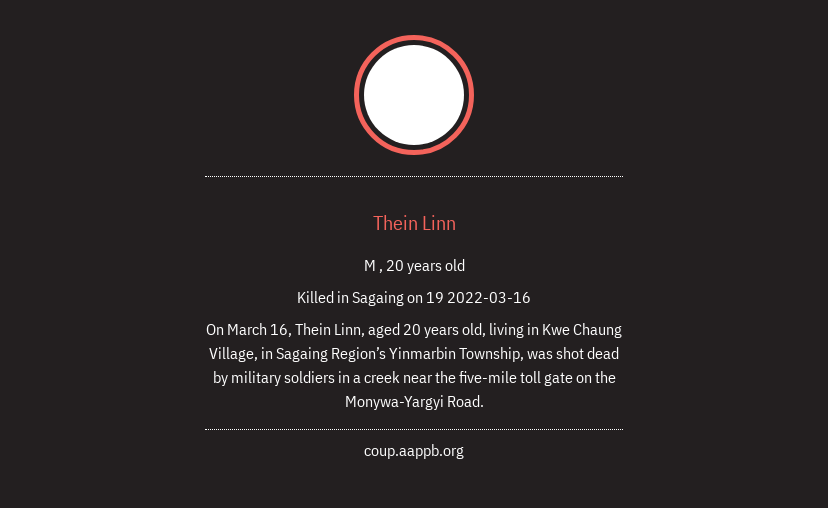 Thein Linn
M , 20 years old
Killed in Sagaing on 19 2022-03-16
On March 16, Thein Linn, aged 20 years old, living in Kwe Chaung
Village, in Sagaing Region’s Yinmarbin Township, was shot dead
by military soldiers in a creek near the five-mile toll gate on the
Monywa-Yargyi Road.
coup.aappb.org